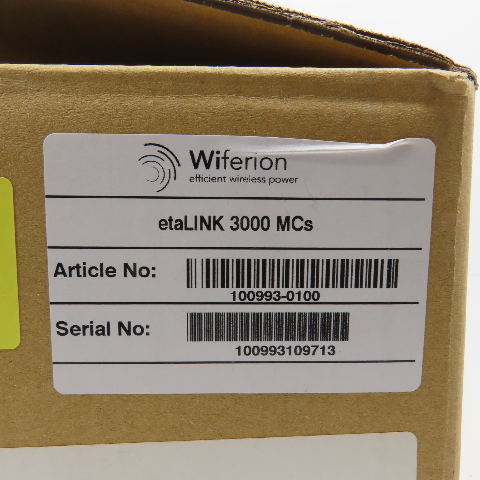 Wiferion
efficient wireless power
etaLINK 3000 MCs
Article No:
100993-0100
Serial No:
100993109713